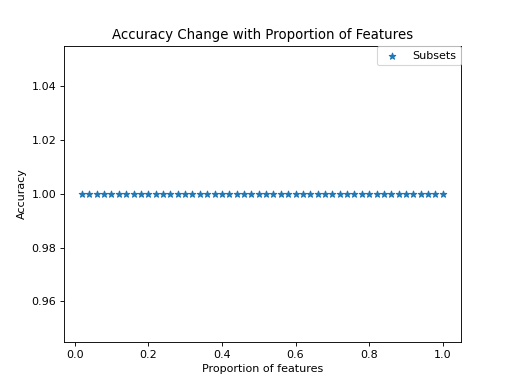 Accuracy Change with Proportion of Features
Subsets
1.04
1.02
1.00
0.98
0.96
Accuracy
0.0 0.2 0.4 0.6 0.8 1.0
Proportion of features